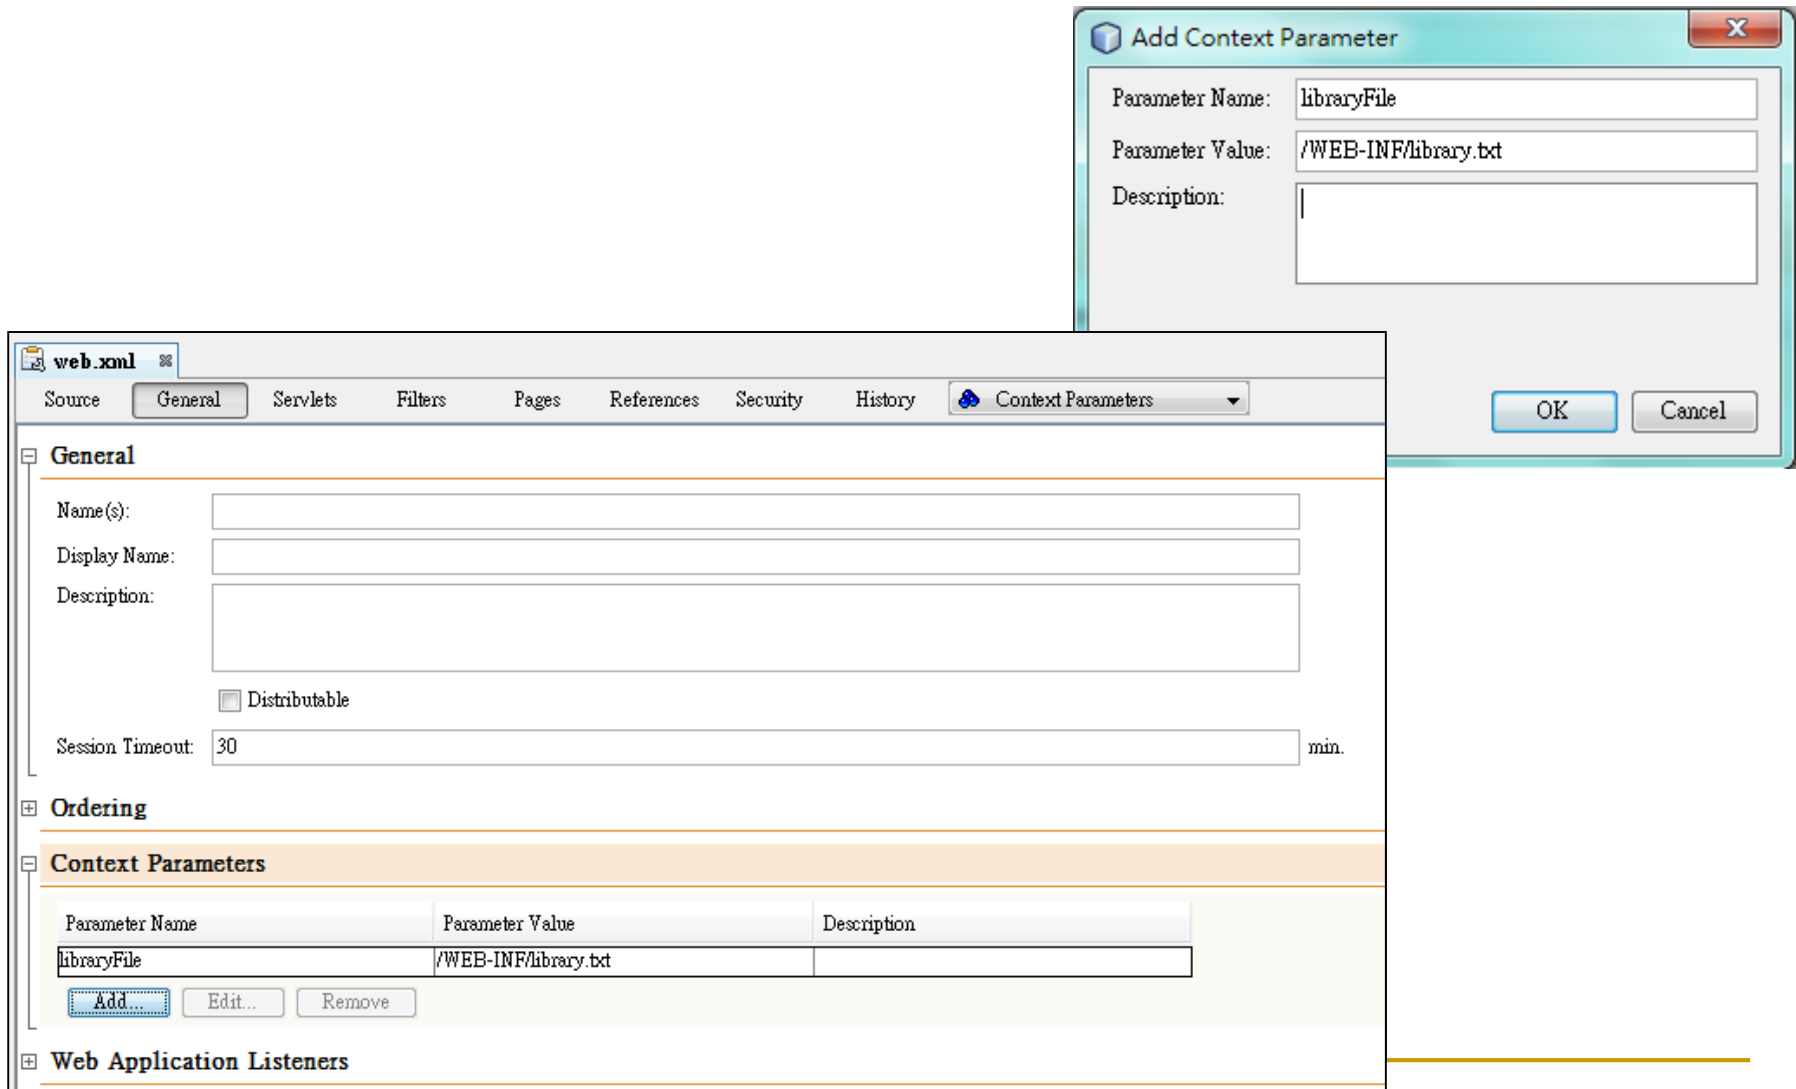 Add Context Parameter
Parameter Name: libraryFile
Parameter Value: /WEB-INF/library.txt
Description:
OK Cancel
web.xml
Source General Servlets Filters Pages References Security History Context Parameters
General
Name(s):
Display Name:
Description:
Distributable
Session Timeout: 30 min.
Ordering
Context Parameters
Parameter Name Parameter Value Description
libraryFile /WEB-INF/library.txt
Add... Edit... Remove
Web Application Listeners